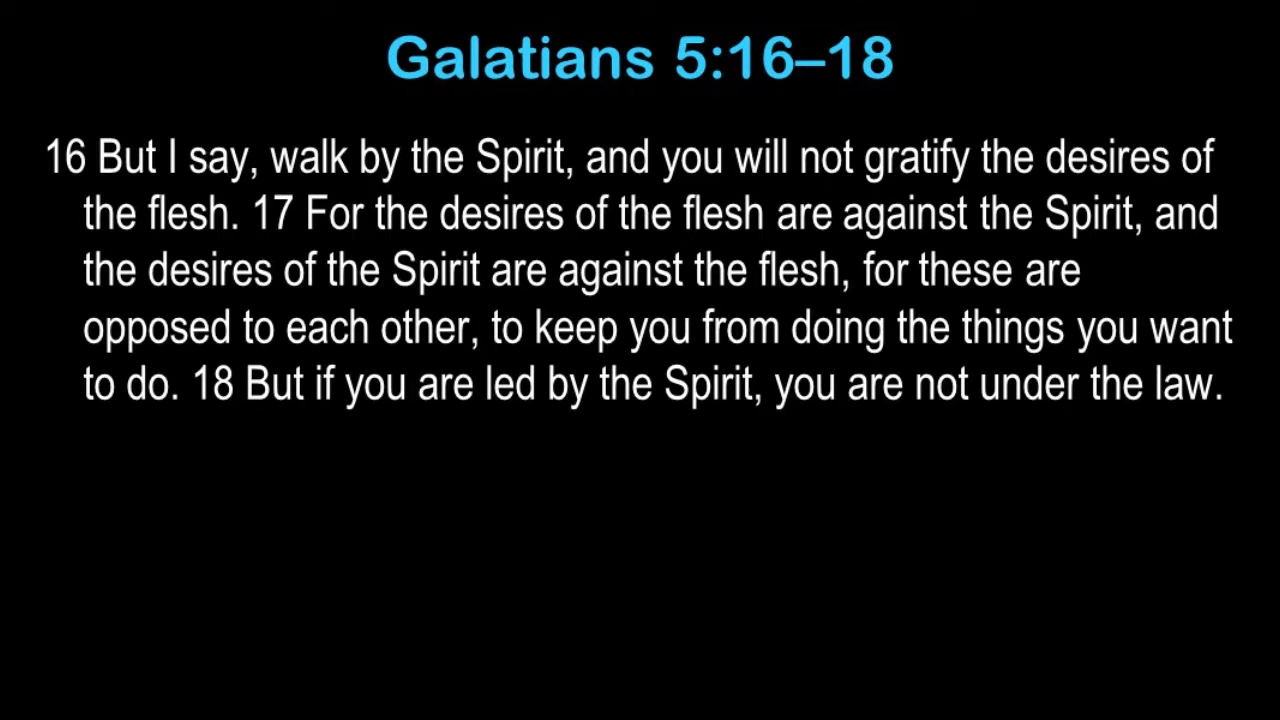 Galatians 5:16–18
16 But I say, walk by the Spirit, and you will not gratify the desires of
the flesh. 17 For the desires of the flesh are against the Spirit, and
the desires of the Spirit are against the flesh, for these are
opposed to each other, to keep you from doing the things you want
to do. 18 But if you are led by the Spirit, you are not under the law.